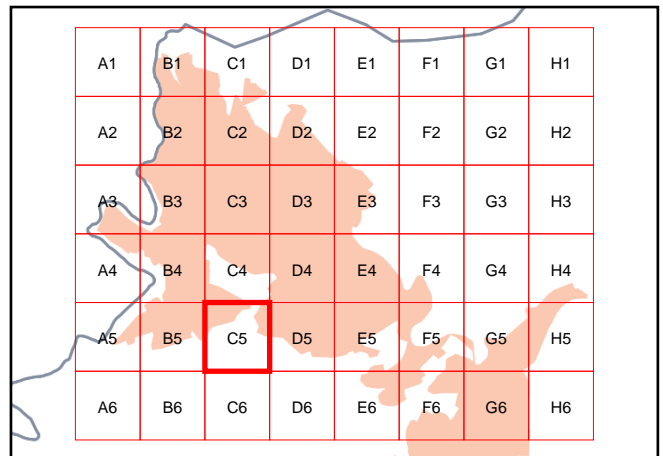 A1 B1 C1 D1 E1 F1 G1 H1
A2 B2 C2 D2 E2 F2 G2 H2
A3 B3 C3 D3 E3 F3 G3 H3
A4 B4 C4 D4 E4 F4 G4 H4
A5 B5 C5 D5 E5 F5 G5 H5
A6 B6 C6 D6 E6 F6 G6 H6